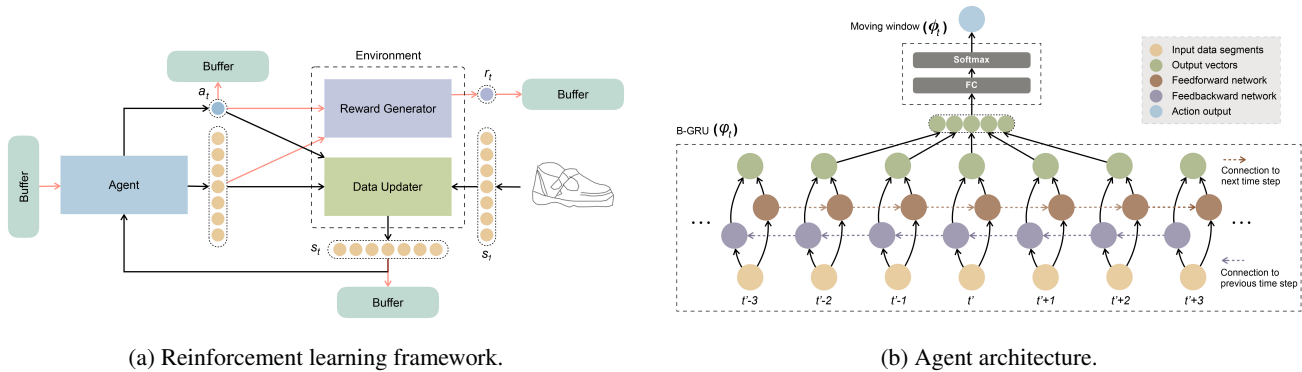 Environment
Buffer
a_t
r_t
Reward Generator
Buffer
Buffer
Agent
Data Updater
s_t
s_1
Buffer
(a) Reinforcement learning framework.
Moving window (ϕ_t)
Softmax
FC
B-GRU (φ_t)
Input data segments
Output vectors
Feedforward network
Feedbackward network
Action output
Connection to
next time step
...
...
Connection to
previous time step
t'-3
t'-2
t'-1
t'
t'+1
t'+2
t'+3
(b) Agent architecture.